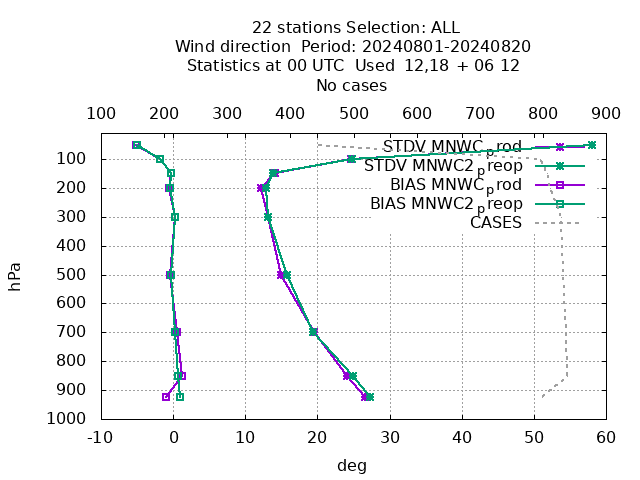 22 stations Selection: ALL
Wind direction  Period: 20240801-20240820
Statistics at 00 UTC  Used  12,18 + 06 12
No cases
100 200 300 400 500 600 700 800 900
STDV MNWC_prod
STDV MNWC2_preop
BIAS MNWC_prod
BIAS MNWC2_preop
CASES
hPa
100
200
300
400
500
600
700
800
900
1000
-10 0 10 20 30 40 50 60
deg